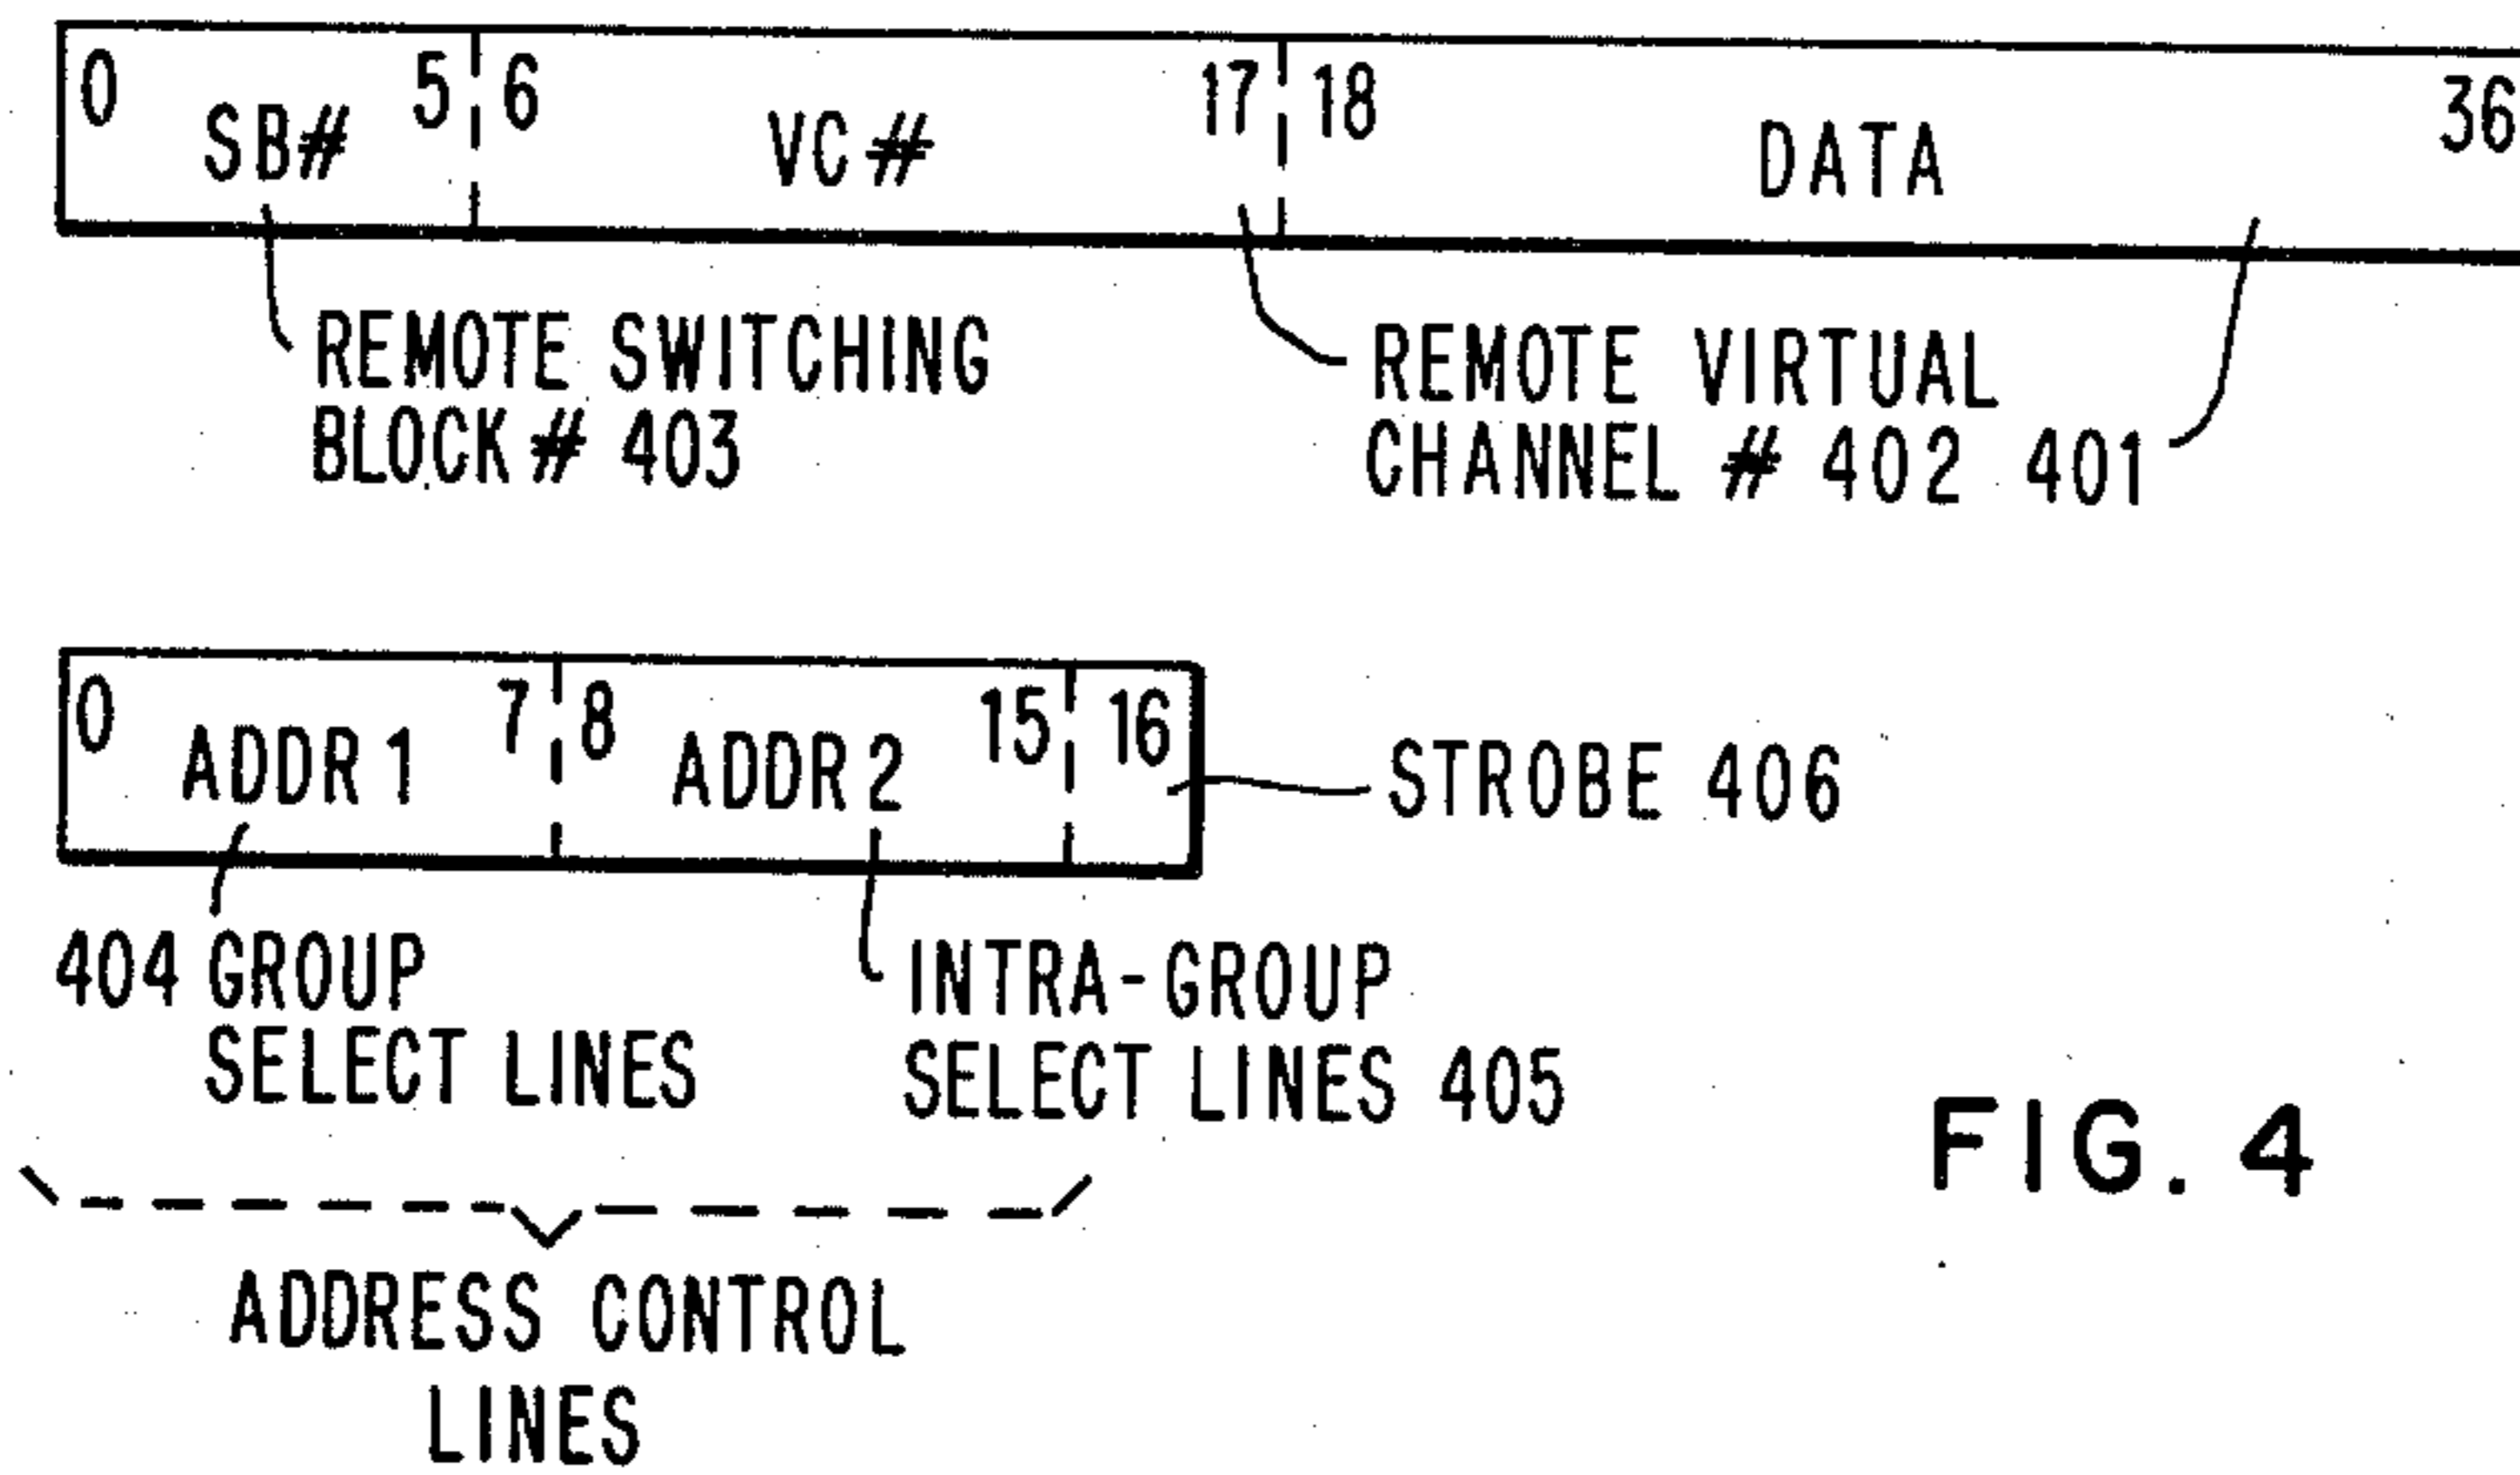 0 SB# 5 6 VC# 17 18 DATA 36
REMOTE SWITCHING
BLOCK # 403
REMOTE VIRTUAL
CHANNEL # 402 401
0 ADDR 1 7 8 ADDR 2 15 16
STROBE 406
404 GROUP
SELECT LINES
INTRA-GROUP
SELECT LINES 405
ADDRESS CONTROL
LINES
FIG. 4